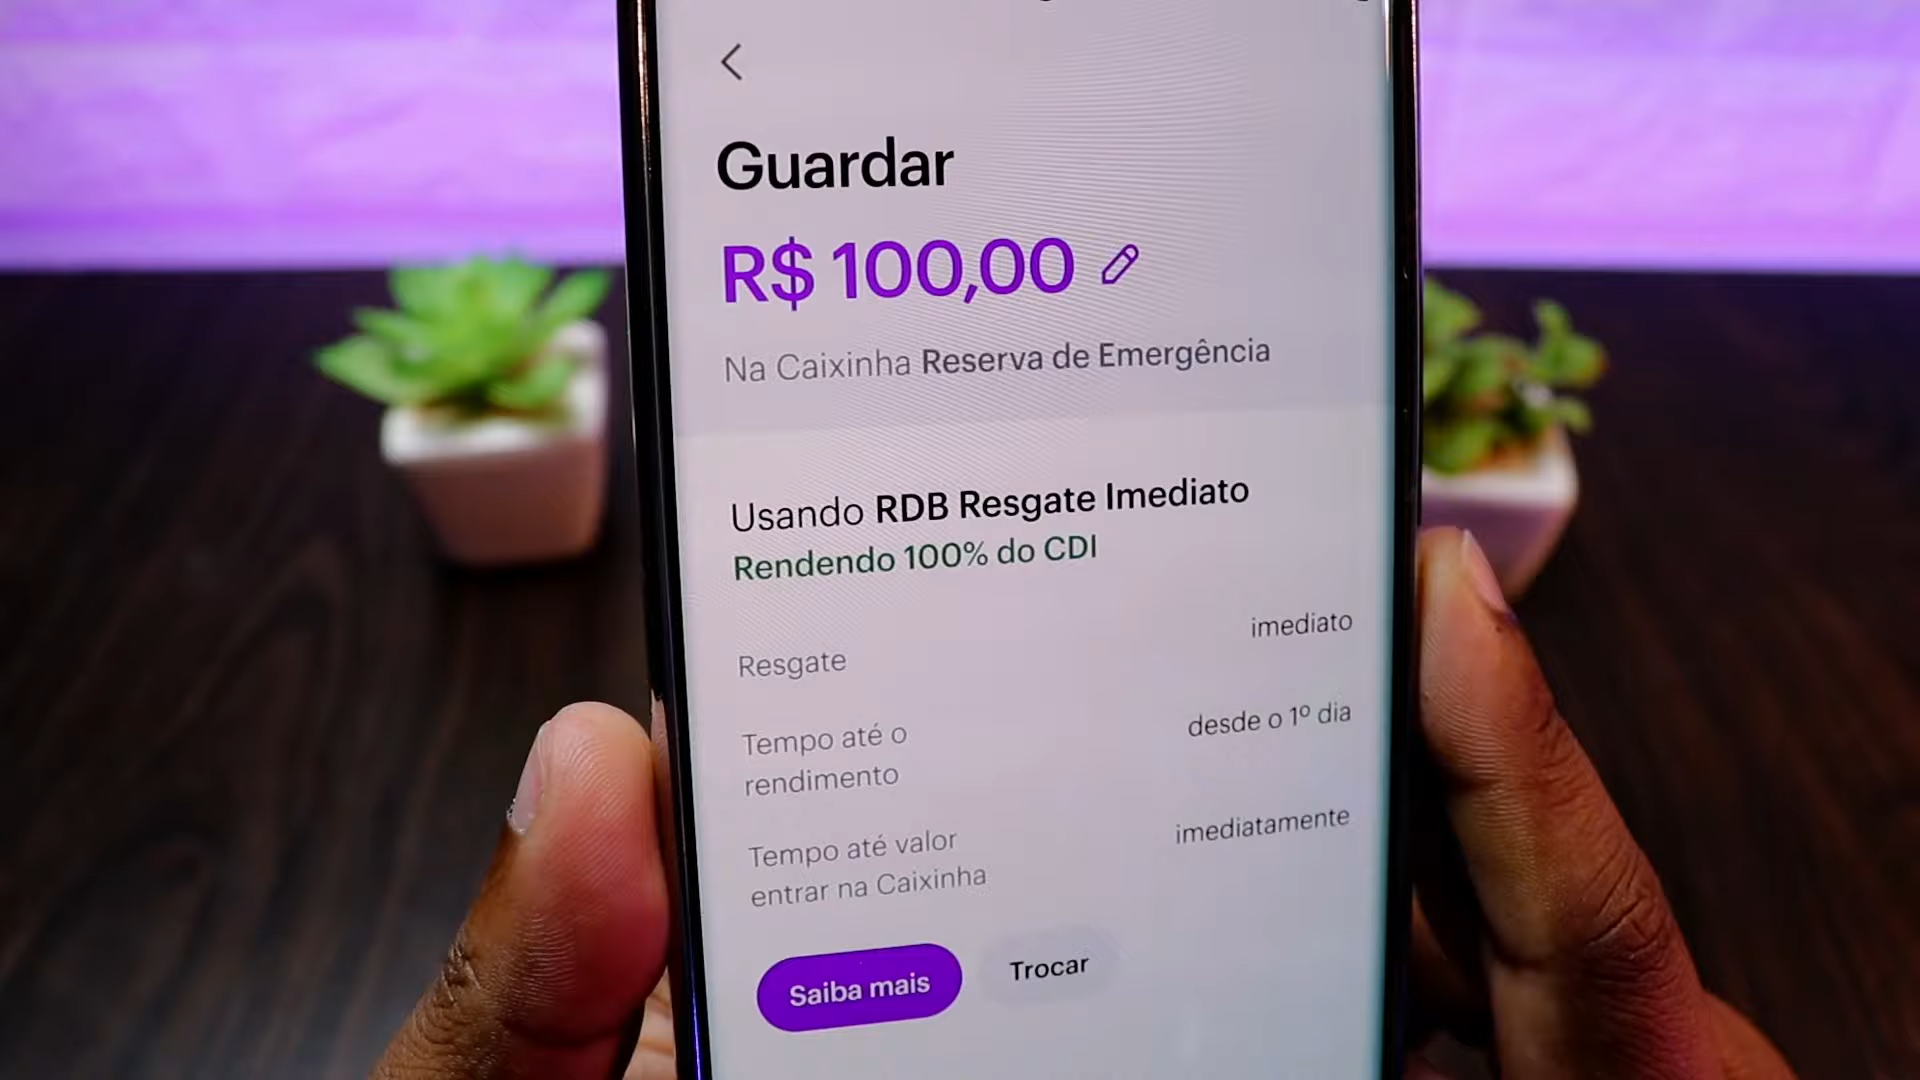 Guardar
R$ 100,00
Na Caixinha Reserva de Emergência
Usando RDB Resgate Imediato
Rendendo 100% do CDI
Resgate
imediato
Tempo até o
rendimento
desde o 1º dia
Tempo até valor
entrar na Caixinha
imediatamente
Saiba mais
Trocar